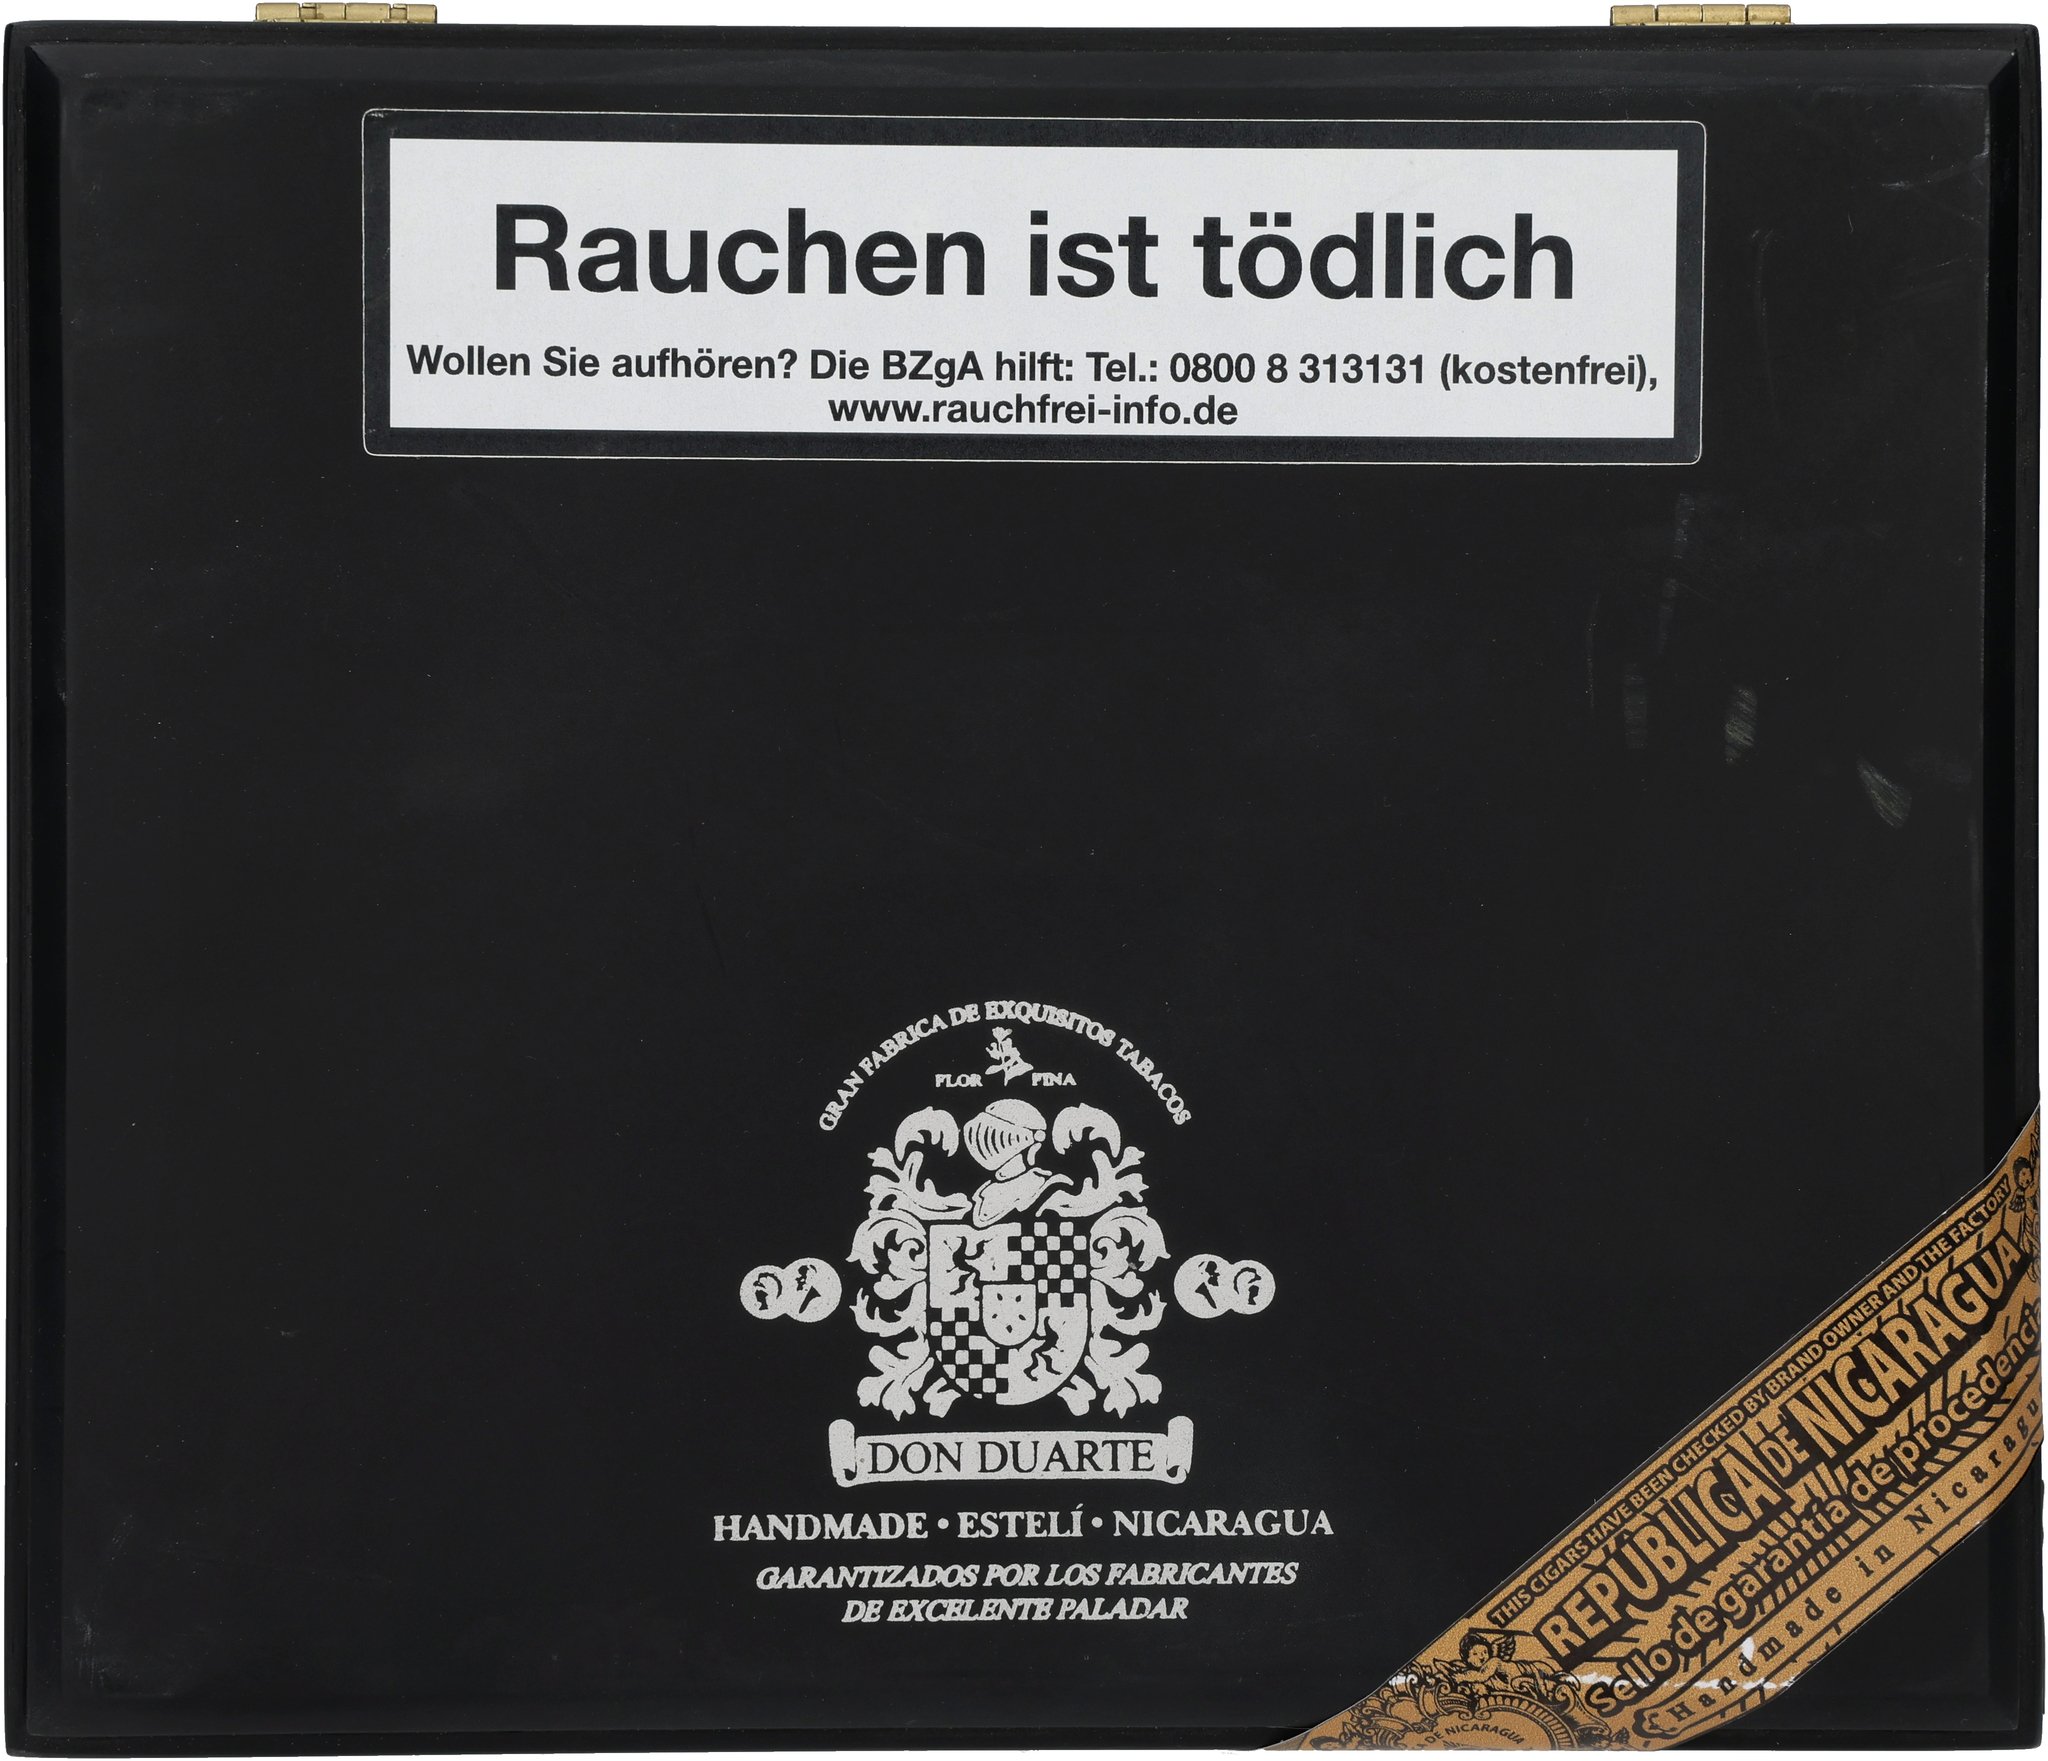 Rauchen ist tödlich
Wollen Sie aufhören? Die BZgA hilft: Tel.: 0800 8 313131 (kostenfrei),
www.rauchfrei-info.de
GRAN FABRICA DE EXQUISITOS TABACOS
FLOR FINA
DON DUARTE
HANDMADE • ESTELÍ • NICARAGUA
GARANTIZADOS POR LOS FABRICANTES
DE EXCELENTE PALADAR
THIS CIGARS HAVE BEEN CHECKED BY BRAND OWNER AND THE FACTORY
REPÚBLICA DE NICARAGUA
Sello de garantía de procedencia
Handmade in Nicaragu
DE NICARAGUA